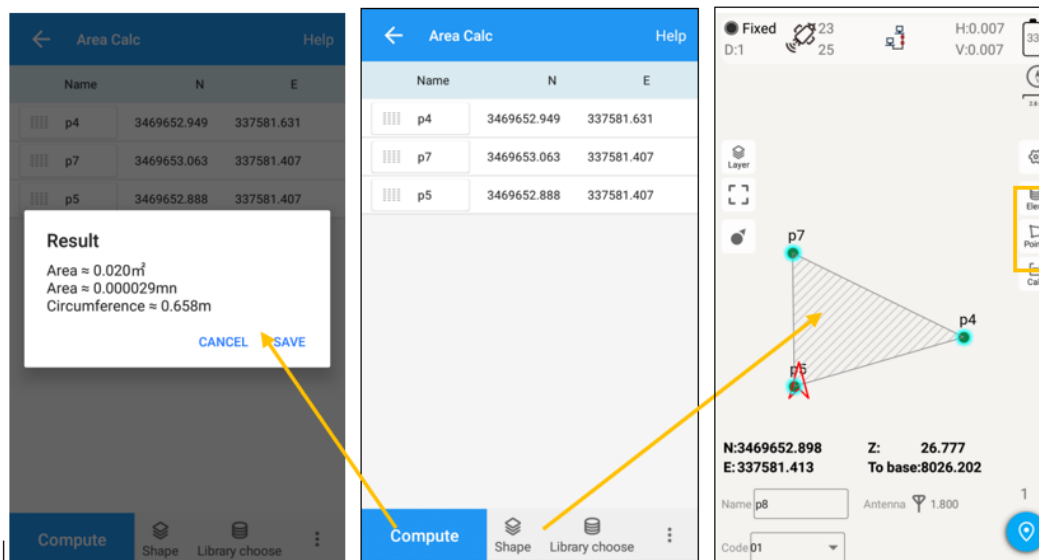 Area Calc Help
Name N E
p4 3469652.949 337581.631
p7 3469653.063 337581.407
p5 3469652.888 337581.407
Result
Area ≈ 0.020㎡
Area ≈ 0.000029mn
Circumference ≈ 0.658m
CANCEL SAVE
Compute Shape Library choose
Area Calc Help
Name N E
p4 3469652.949 337581.631
p7 3469653.063 337581.407
p5 3469652.888 337581.407
Compute Shape Library choose
Fixed 23 H:0.007 33
D:1 25 V:0.007
Layer
p7
p4
p5
N:3469652.898 Z: 26.777
E:337581.413 To base:8026.202
Name p8 Antenna 1.800 1
Code 01